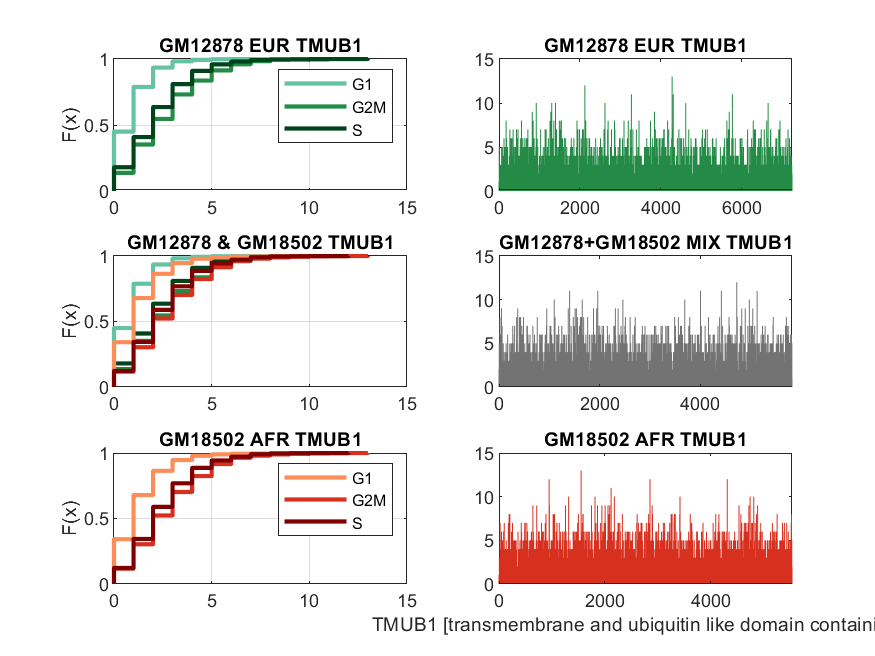 GM12878 EUR TMUB1
F(x)
1
0.5
0
0 5 10 15
G1
G2M
S
GM12878 EUR TMUB1
15
10
5
0
0 2000 4000 6000
GM12878 & GM18502 TMUB1
F(x)
1
0.5
0
0 5 10 15
GM12878+GM18502 MIX TMUB1
15
10
5
0
0 2000 4000
GM18502 AFR TMUB1
F(x)
1
0.5
0
0 5 10 15
G1
G2M
S
GM18502 AFR TMUB1
15
10
5
0
0 2000 4000
TMUB1 [transmembrane and ubiquitin like domain containi